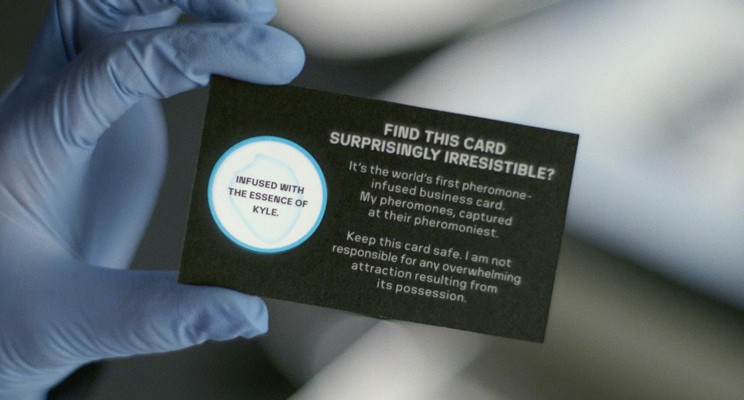 INFUSED WITH
THE ESSENCE OF
KYLE.
FIND THIS CARD
SURPRISINGLY IRRESISTIBLE?
It's the world's first pheromone-
infused business card.
My pheromones, captured
at their pheromoniest.
Keep this card safe. I am not
responsible for any overwhelming
attraction resulting from
its possession.